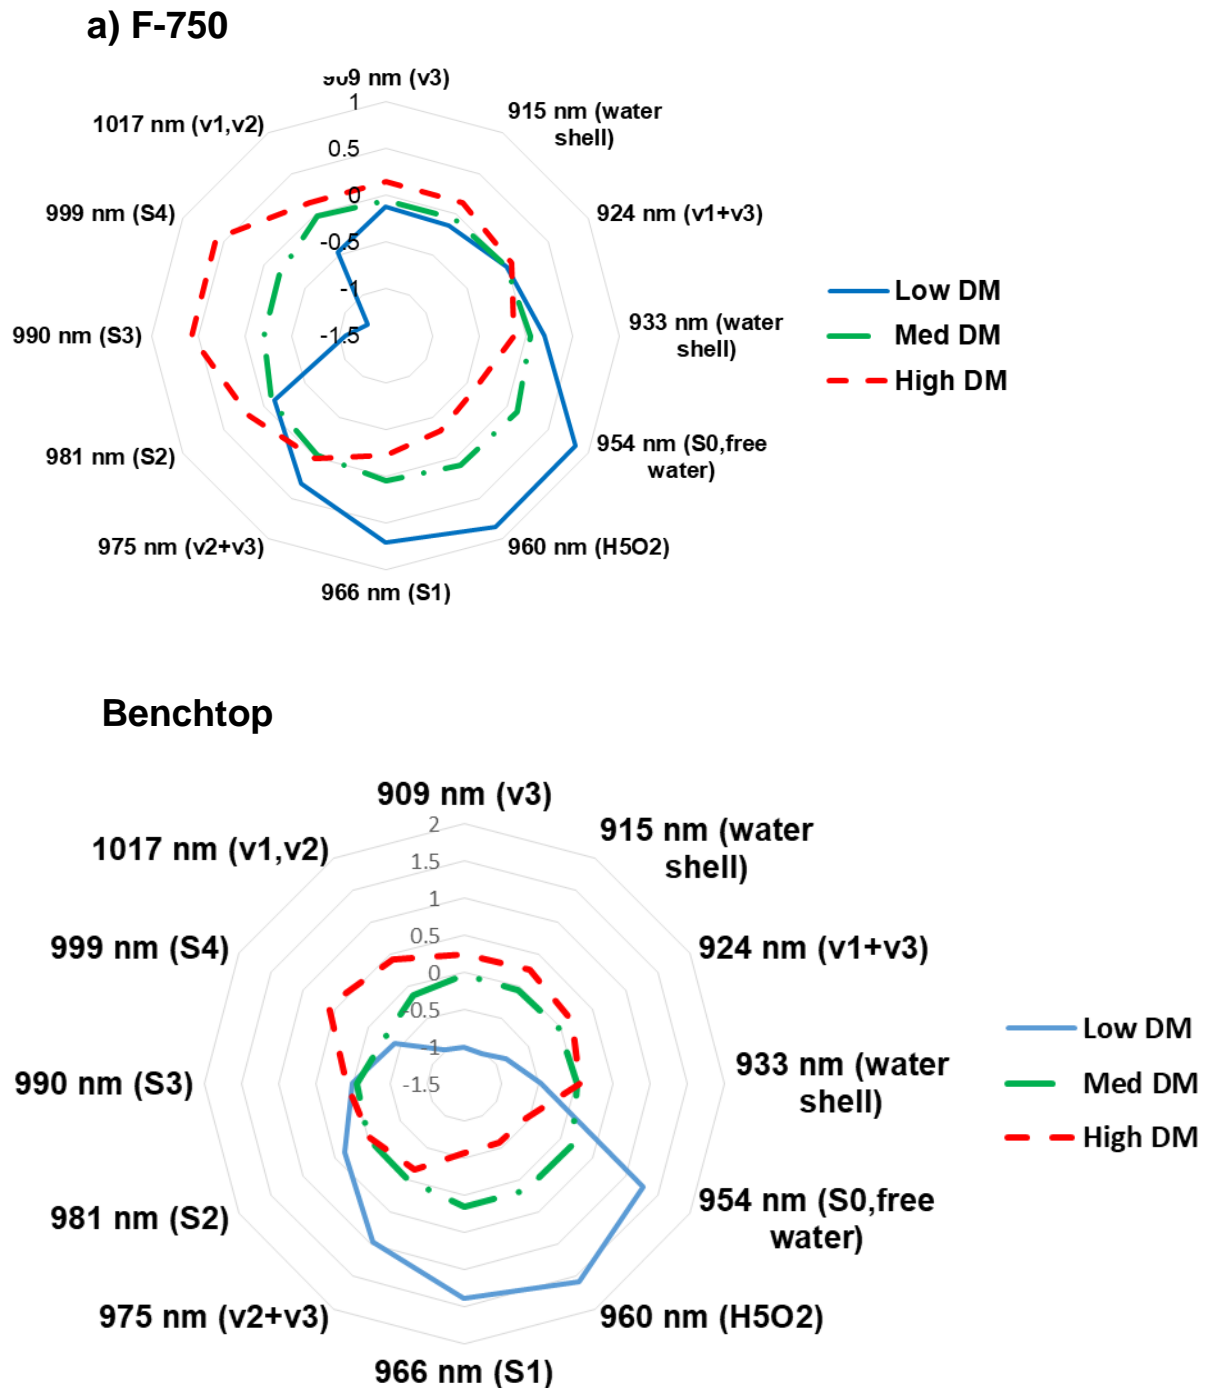 a) F-750
909 nm (v3)
915 nm (water
shell)
1017 nm (v1,v2)
1
0.5
0
-0.5
-1
-1.5
999 nm (S4)
924 nm (v1+v3)
990 nm (S3)
933 nm (water
shell)
981 nm (S2)
954 nm (S0,free
water)
975 nm (v2+v3)
960 nm (H5O2)
966 nm (S1)
Low DM
Med DM
High DM
Benchtop
909 nm (v3)
915 nm (water
shell)
1017 nm (v1,v2)
2
1.5
1
0.5
0
-0.5
-1
-1.5
999 nm (S4)
924 nm (v1+v3)
990 nm (S3)
933 nm (water
shell)
981 nm (S2)
954 nm (S0,free
water)
975 nm (v2+v3)
960 nm (H5O2)
966 nm (S1)
Low DM
Med DM
High DM